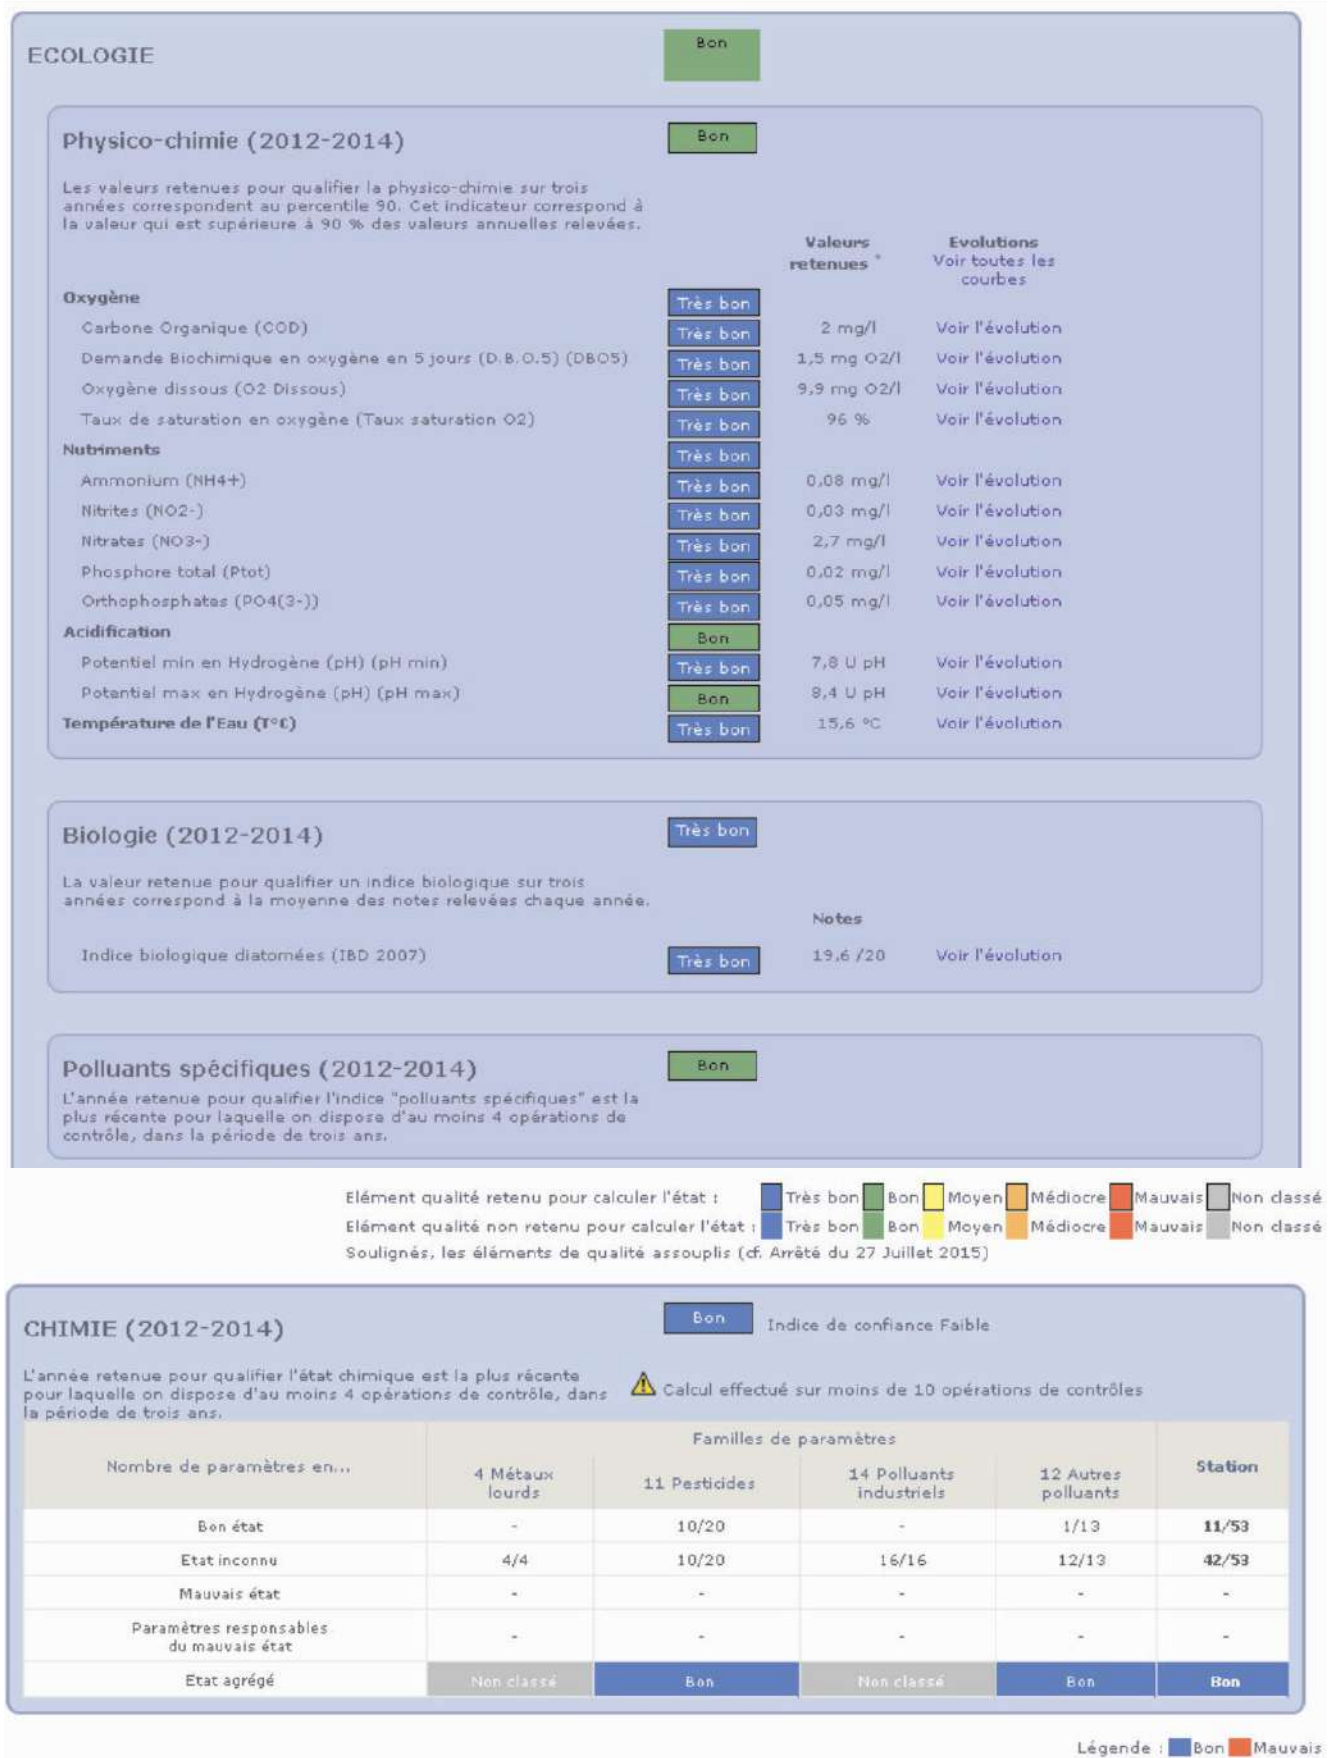 ECOLOGIE
Bon
Physico-chimie (2012-2014)
Bon
Les valeurs retenues pour qualifier la physico-chimie sur trois
années correspondent au percentile 90. Cet indicateur correspond à
la valeur qui est supérieure à 90 % des valeurs annuelles relevées.
Valeurs
retenues *
Evolutions
Voir toutes les
courbes
Oxygène Très bon
Carbone Organique (COD) Très bon 2 mg/l Voir l'évolution
Demande Biochimique en oxygène en 5 jours (D.B.O.5) (DBO5) Très bon 1,5 mg O2/l Voir l'évolution
Oxygène dissous (O2 Dissous) Très bon 9,9 mg O2/l Voir l'évolution
Taux de saturation en oxygène (Taux saturation O2) Très bon 96 % Voir l'évolution
Nutriments Très bon
Ammonium (NH4+) Très bon 0,08 mg/l Voir l'évolution
Nitrites (NO2-) Très bon 0,03 mg/l Voir l'évolution
Nitrates (NO3-) Très bon 2,7 mg/l Voir l'évolution
Phosphore total (Ptot) Très bon 0,02 mg/l Voir l'évolution
Orthophosphates (PO4(3-)) Très bon 0,05 mg/l Voir l'évolution
Acidification Bon
Potentiel min en Hydrogène (pH) (pH min) Très bon 7,8 U pH Voir l'évolution
Potentiel max en Hydrogène (pH) (pH max) Bon 8,4 U pH Voir l'évolution
Température de l'Eau (T°C) Très bon 15,6 °C Voir l'évolution
Biologie (2012-2014)
Très bon
La valeur retenue pour qualifier un indice biologique sur trois
années correspond à la moyenne des notes relevées chaque année.
Notes
Indice biologique diatomées (IBD 2007) Très bon 19,6 /20 Voir l'évolution
Polluants spécifiques (2012-2014)
Bon
L'année retenue pour qualifier l'indice "polluants spécifiques" est la
plus récente pour laquelle on dispose d'au moins 4 opérations de
contrôle, dans la période de trois ans.
Elément qualité retenu pour calculer l'état : Très bon Bon Moyen Médiocre Mauvais Non classé
Elément qualité non retenu pour calculer l'état : Très bon Bon Moyen Médiocre Mauvais Non classé
Soulignés, les éléments de qualité assouplis (cf. Arrêté du 27 Juillet 2015)
CHIMIE (2012-2014)
Bon Indice de confiance Faible
L'année retenue pour qualifier l'état chimique est la plus récente
pour laquelle on dispose d'au moins 4 opérations de contrôle, dans
la période de trois ans.
Calcul effectué sur moins de 10 opérations de contrôles
Nombre de paramètres en...
Familles de paramètres
4 Métaux
lourds
11 Pesticides
14 Polluants
industriels
12 Autres
polluants
Station
Bon état - 10/20 - 1/13 11/53
Etat inconnu 4/4 10/20 16/16 12/13 42/53
Mauvais état - - - - -
Paramètres responsables
du mauvais état - - - - -
Etat agrégé Non classé Bon Non classé Bon Bon
Légende : Bon Mauvais